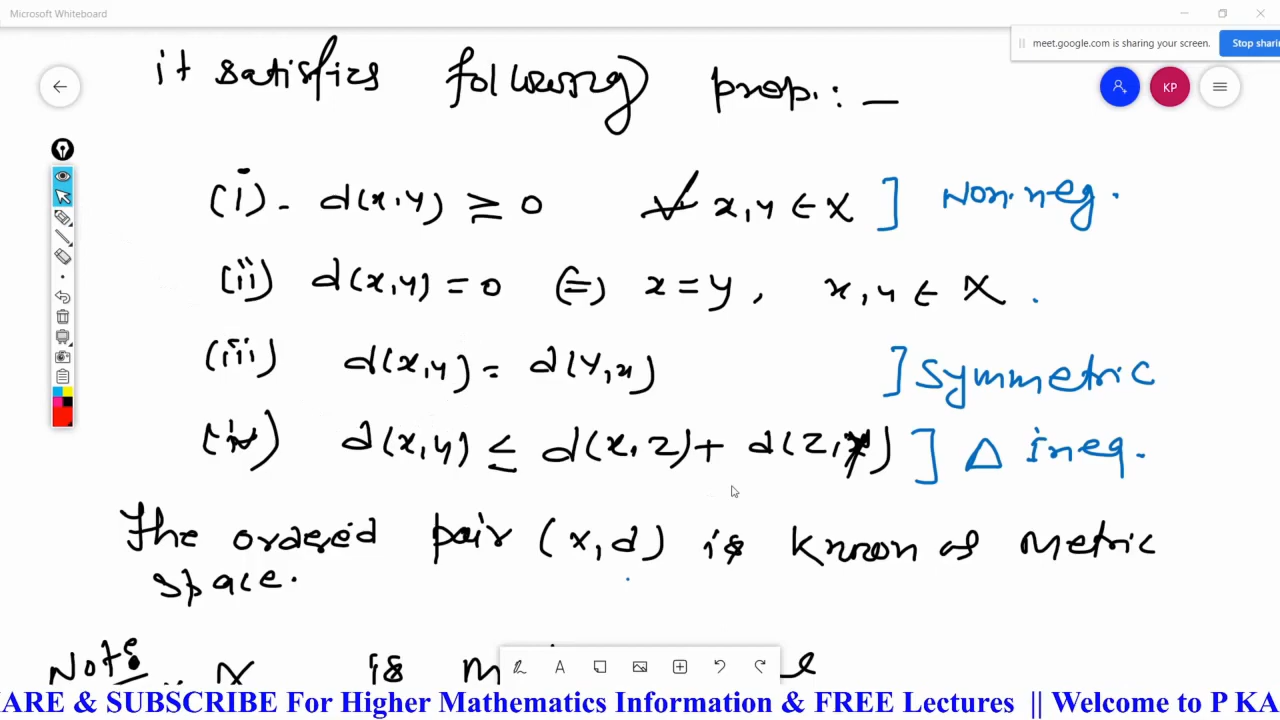 Microsoft Whiteboard
meet.google.com is sharing your screen. Stop sharin
it satisfies following prop.: —
KP
(i) - d(x,y) ≥ 0 ∀ x,y ∈ X ] Non-neg.
(ii) d(x,y) = 0 ⇔ x = y, x,y ∈ X.
(iii) d(x,y) = d(y,x) ] Symmetric
(iv) d(x,y) ≤ d(x,z) + d(z,y) ] Δ ineq.
The ordered pair (x,d) is known as metric
space.
Note X is m
HARE & SUBSCRIBE For Higher Mathematics Information & FREE Lectures || Welcome to P KA